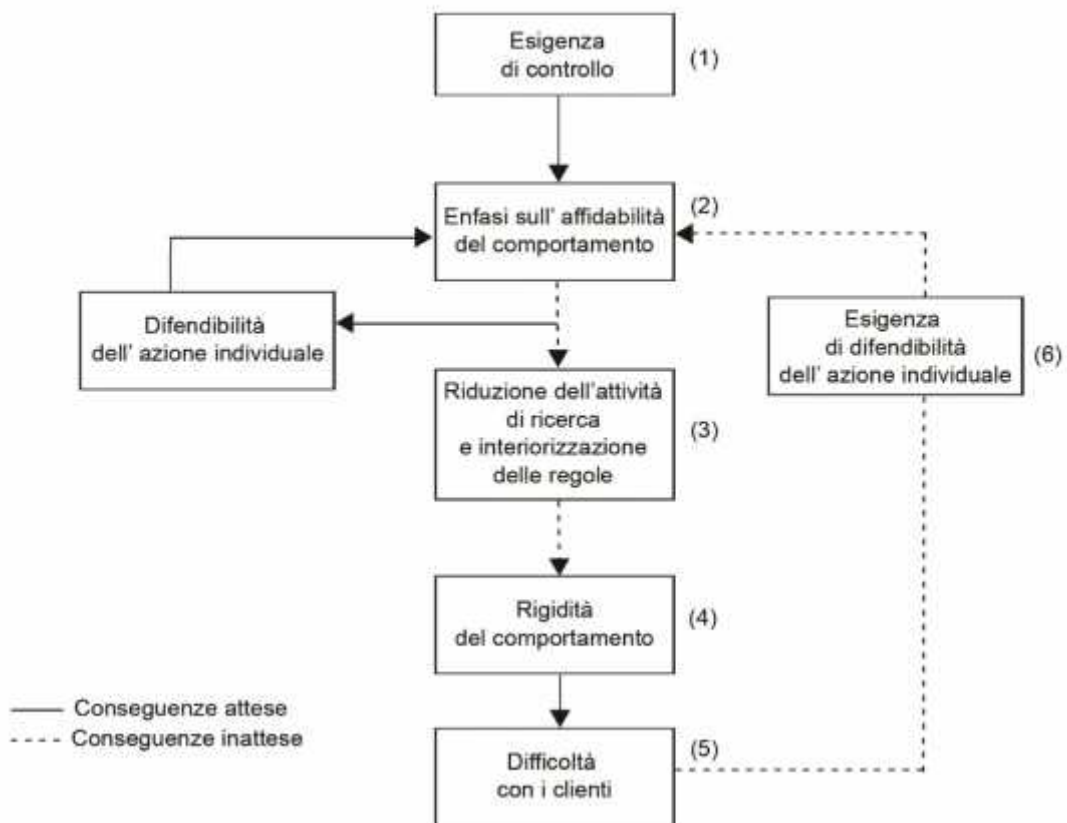 Esigenza
di controllo
(1)
Enfasi sull' affidabilità
del comportamento
(2)
Difendibilità
dell' azione individuale
Esigenza
di difendibilità
dell' azione individuale
(6)
Riduzione dell'attività
di ricerca
e interiorizzazione
delle regole
(3)
Rigidità
del comportamento
(4)
Conseguenze attese
Conseguenze inattese
Difficoltà
con i clienti
(5)